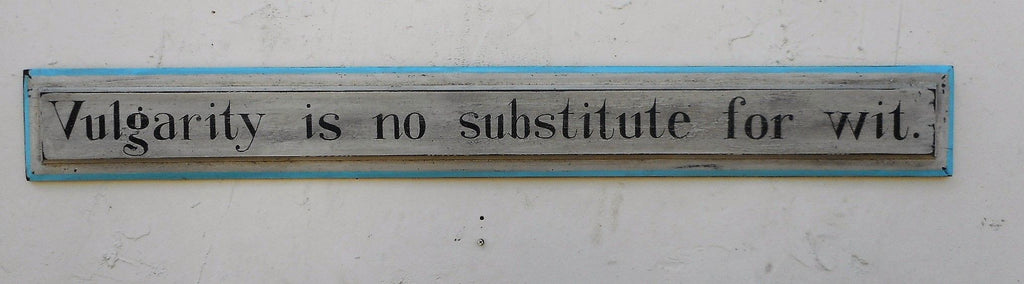 Vulgarity is no substitute for wit.